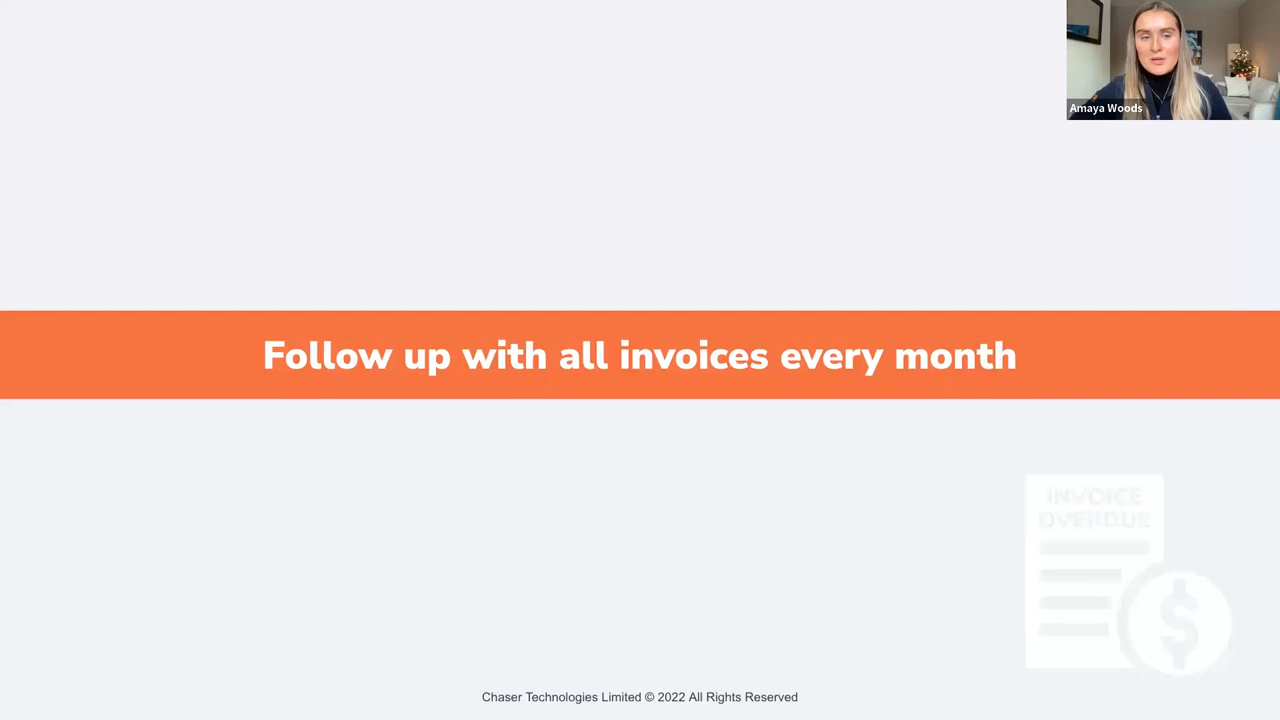 Amaya Woods
Follow up with all invoices every month
INVOICE
OVERDUE
$
Chaser Technologies Limited © 2022 All Rights Reserved